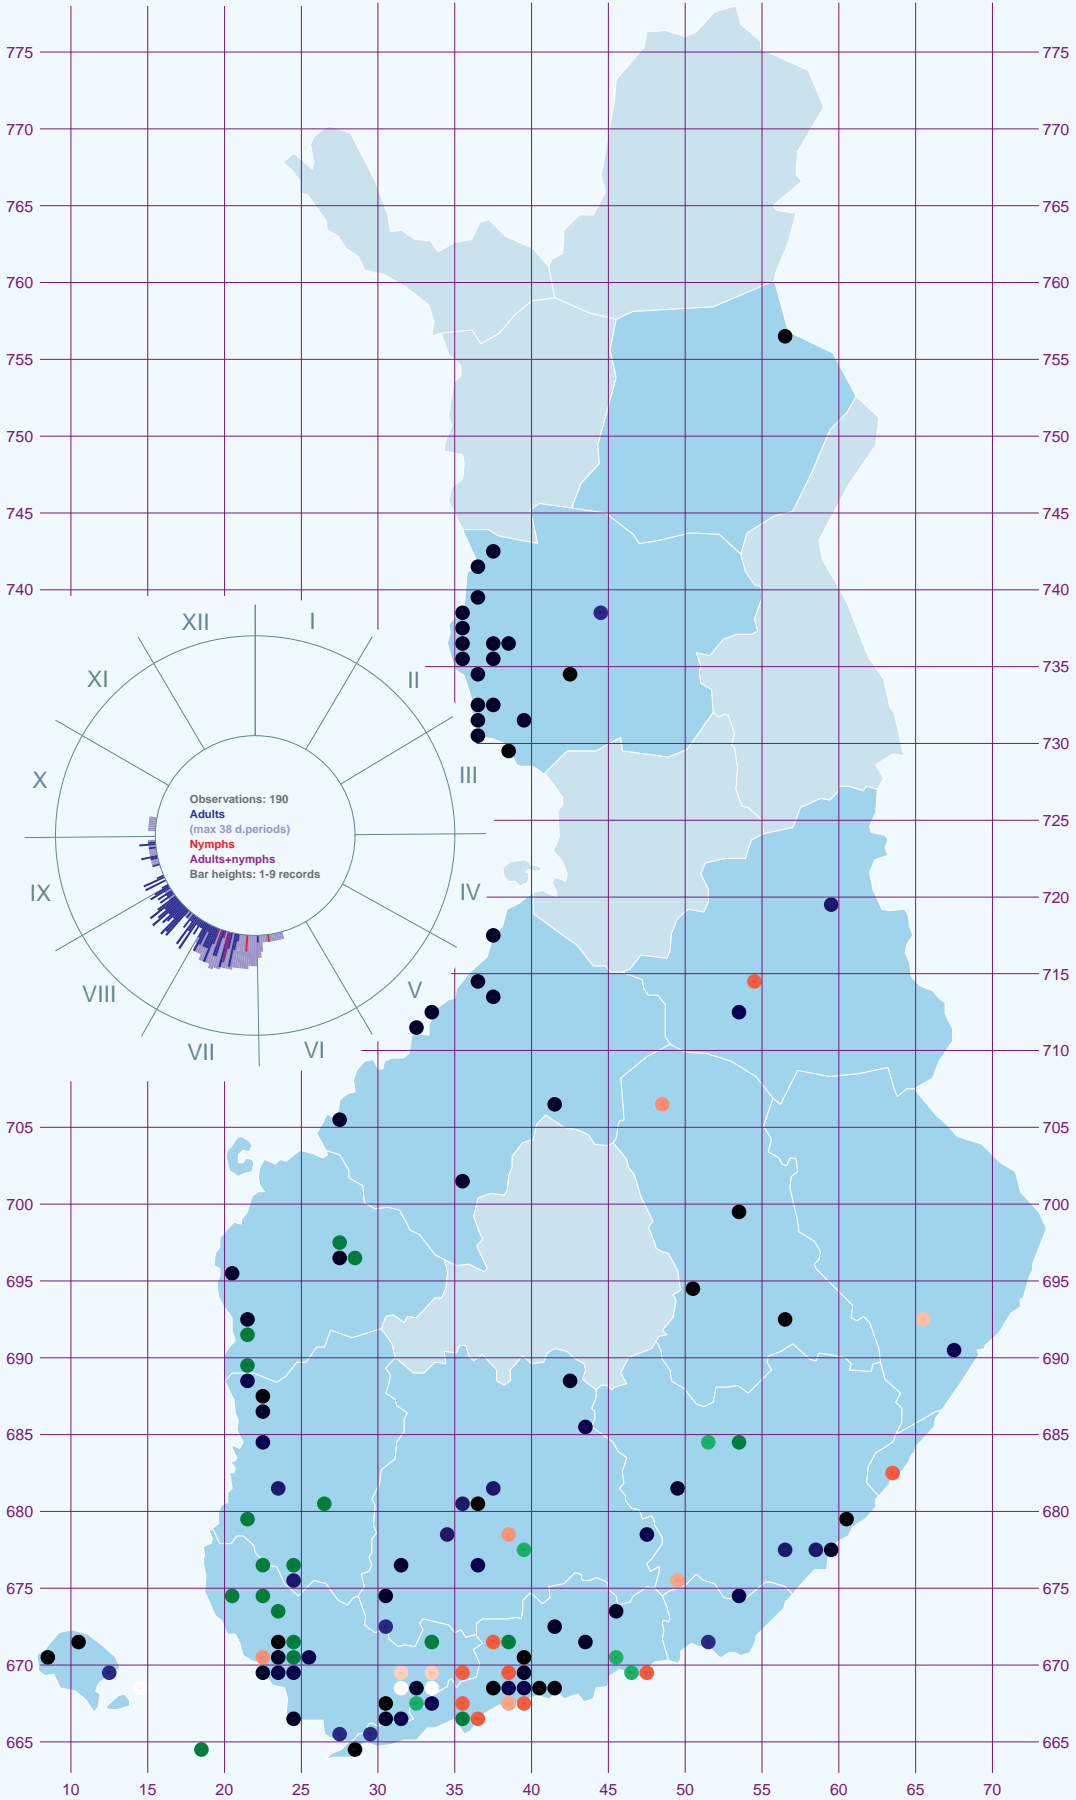 775 775
770 770
765 765
760 760
755 755
750 750
745 745
740 740
XII I
XI II
735 735
730 730
X III
Observations: 190
Adults
(max 38 d.periods)
Nymphs
Adults+nymphs
Bar heights: 1-9 records
725 725
IX IV
720 720
VIII V
715 715
VII VI
710 710
705 705
700 700
695 695
690 690
685 685
680 680
675 675
670 670
665 665
10 15 20 25 30 35 40 45 50 55 60 65 70